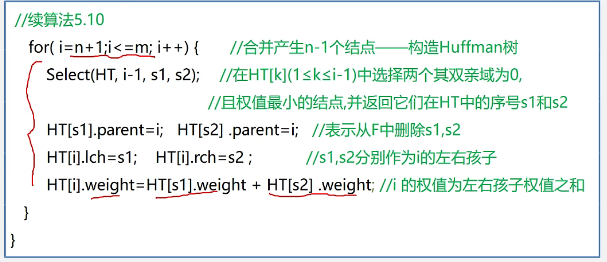 //续算法5.10
for( i=n+1;i<=m; i++) { //合并产生n-1个结点——构造Huffman树
Select(HT, i-1, s1, s2); //在HT[k](1≤k≤i-1)中选择两个其双亲域为0,
//且权值最小的结点,并返回它们在HT中的序号s1和s2
HT[s1].parent=i; HT[s2] .parent=i; //表示从F中删除s1,s2
HT[i].lch=s1; HT[i].rch=s2 ; //s1,s2分别作为i的左右孩子
HT[i].weight=HT[s1].weight + HT[s2] .weight; //i 的权值为左右孩子权值之和
}
}